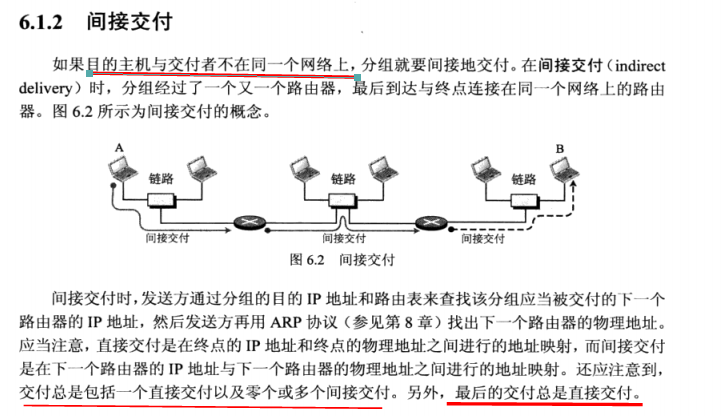 6.1.2 间接交付
如果目的主机与交付者不在同一个网络上,分组就要间接地交付。在间接交付(indirect
delivery)时,分组经过了一个又一个路由器,最后到达与终点连接在同一个网络上的路由
器。图 6.2 所示为间接交付的概念。
A
B
链路
链路
链路
间接交付
间接交付
间接交付
图 6.2 间接交付
间接交付时,发送方通过分组的目的 IP 地址和路由表来查找该分组应当被交付的下一个
路由器的 IP 地址,然后发送方再用 ARP 协议(参见第 8 章)找出下一个路由器的物理地址。
应当注意,直接交付是在终点的 IP 地址和终点的物理地址之间进行的地址映射,而间接交付
是在下一个路由器的 IP 地址与下一个路由器的物理地址之间进行的地址映射。还应注意到,
交付总是包括一个直接交付以及零个或多个间接交付。另外,最后的交付总是直接交付。